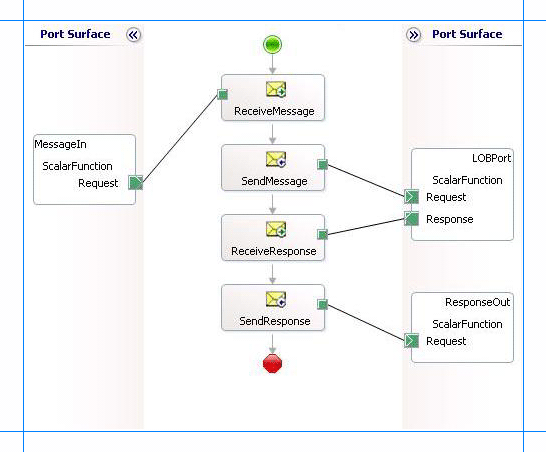 Port Surface
Port Surface
ReceiveMessage
MessageIn
ScalarFunction
Request
SendMessage
LOBPort
ScalarFunction
Request
Response
ReceiveResponse
SendResponse
ResponseOut
ScalarFunction
Request